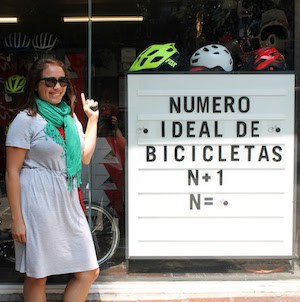 NUMERO
IDEAL DE
BICICLETAS
N+1
N=